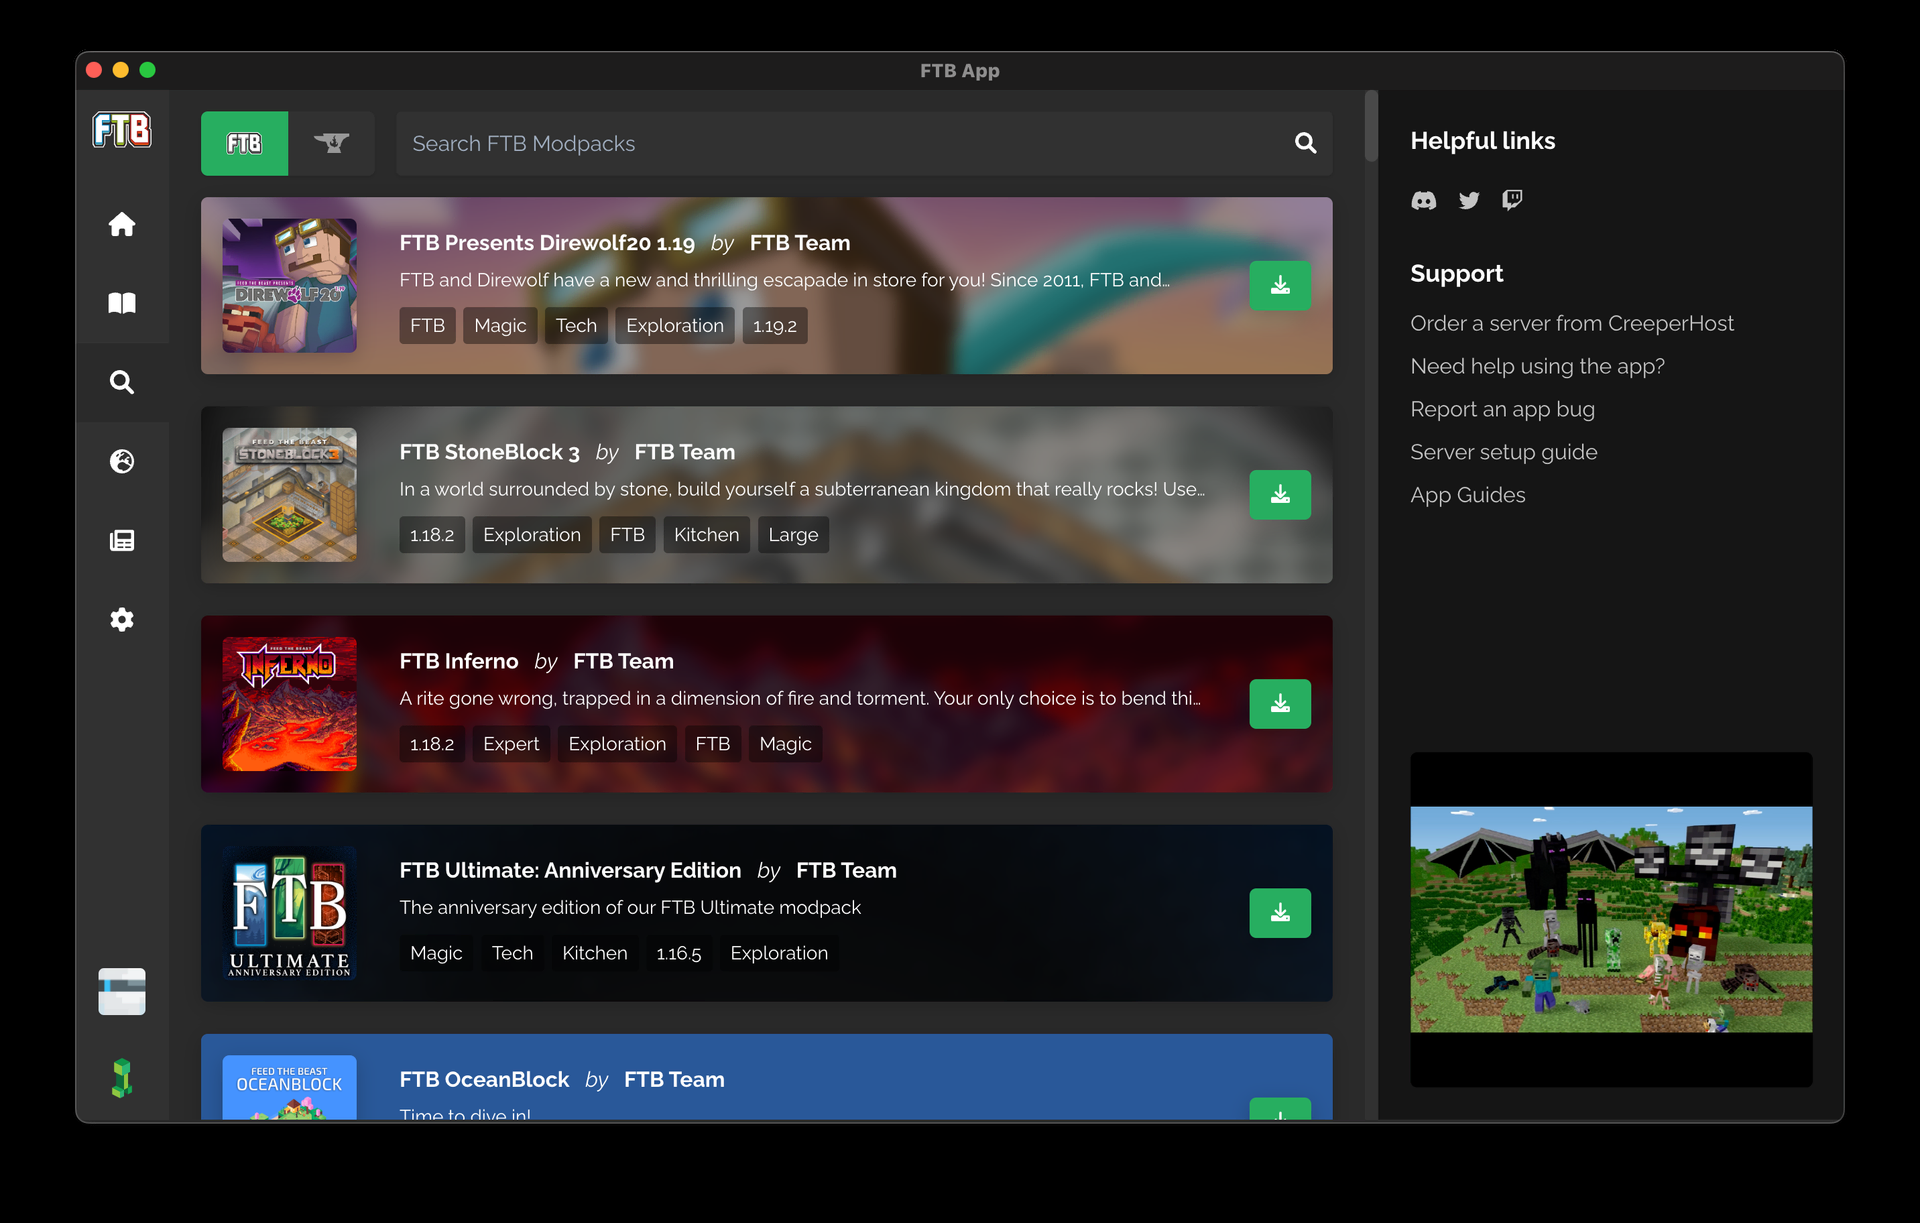 FTB App
FTB
FTB
Search FTB Modpacks
FEED THE BEAST PRESENTS
DIREWOLF20
FTB Presents Direwolf20 1.19 by FTB Team
FTB and Direwolf have a new and thrilling escapade in store for you! Since 2011, FTB and...
FTB Magic Tech Exploration 1.19.2
FEED THE BEAST
STONEBLOCK3
FTB StoneBlock 3 by FTB Team
In a world surrounded by stone, build yourself a subterranean kingdom that really rocks! Use...
1.18.2 Exploration FTB Kitchen Large
FEED THE BEAST
INFERNO
FTB Inferno by FTB Team
A rite gone wrong, trapped in a dimension of fire and torment. Your only choice is to bend thi...
1.18.2 Expert Exploration FTB Magic
FTB
ULTIMATE
ANNIVERSARY EDITION
FTB Ultimate: Anniversary Edition by FTB Team
The anniversary edition of our FTB Ultimate modpack
Magic Tech Kitchen 1.16.5 Exploration
FEED THE BEAST
OCEANBLOCK
FTB OceanBlock by FTB Team
Time to dive in!
Helpful links
Support
Order a server from CreeperHost
Need help using the app?
Report an app bug
Server setup guide
App Guides